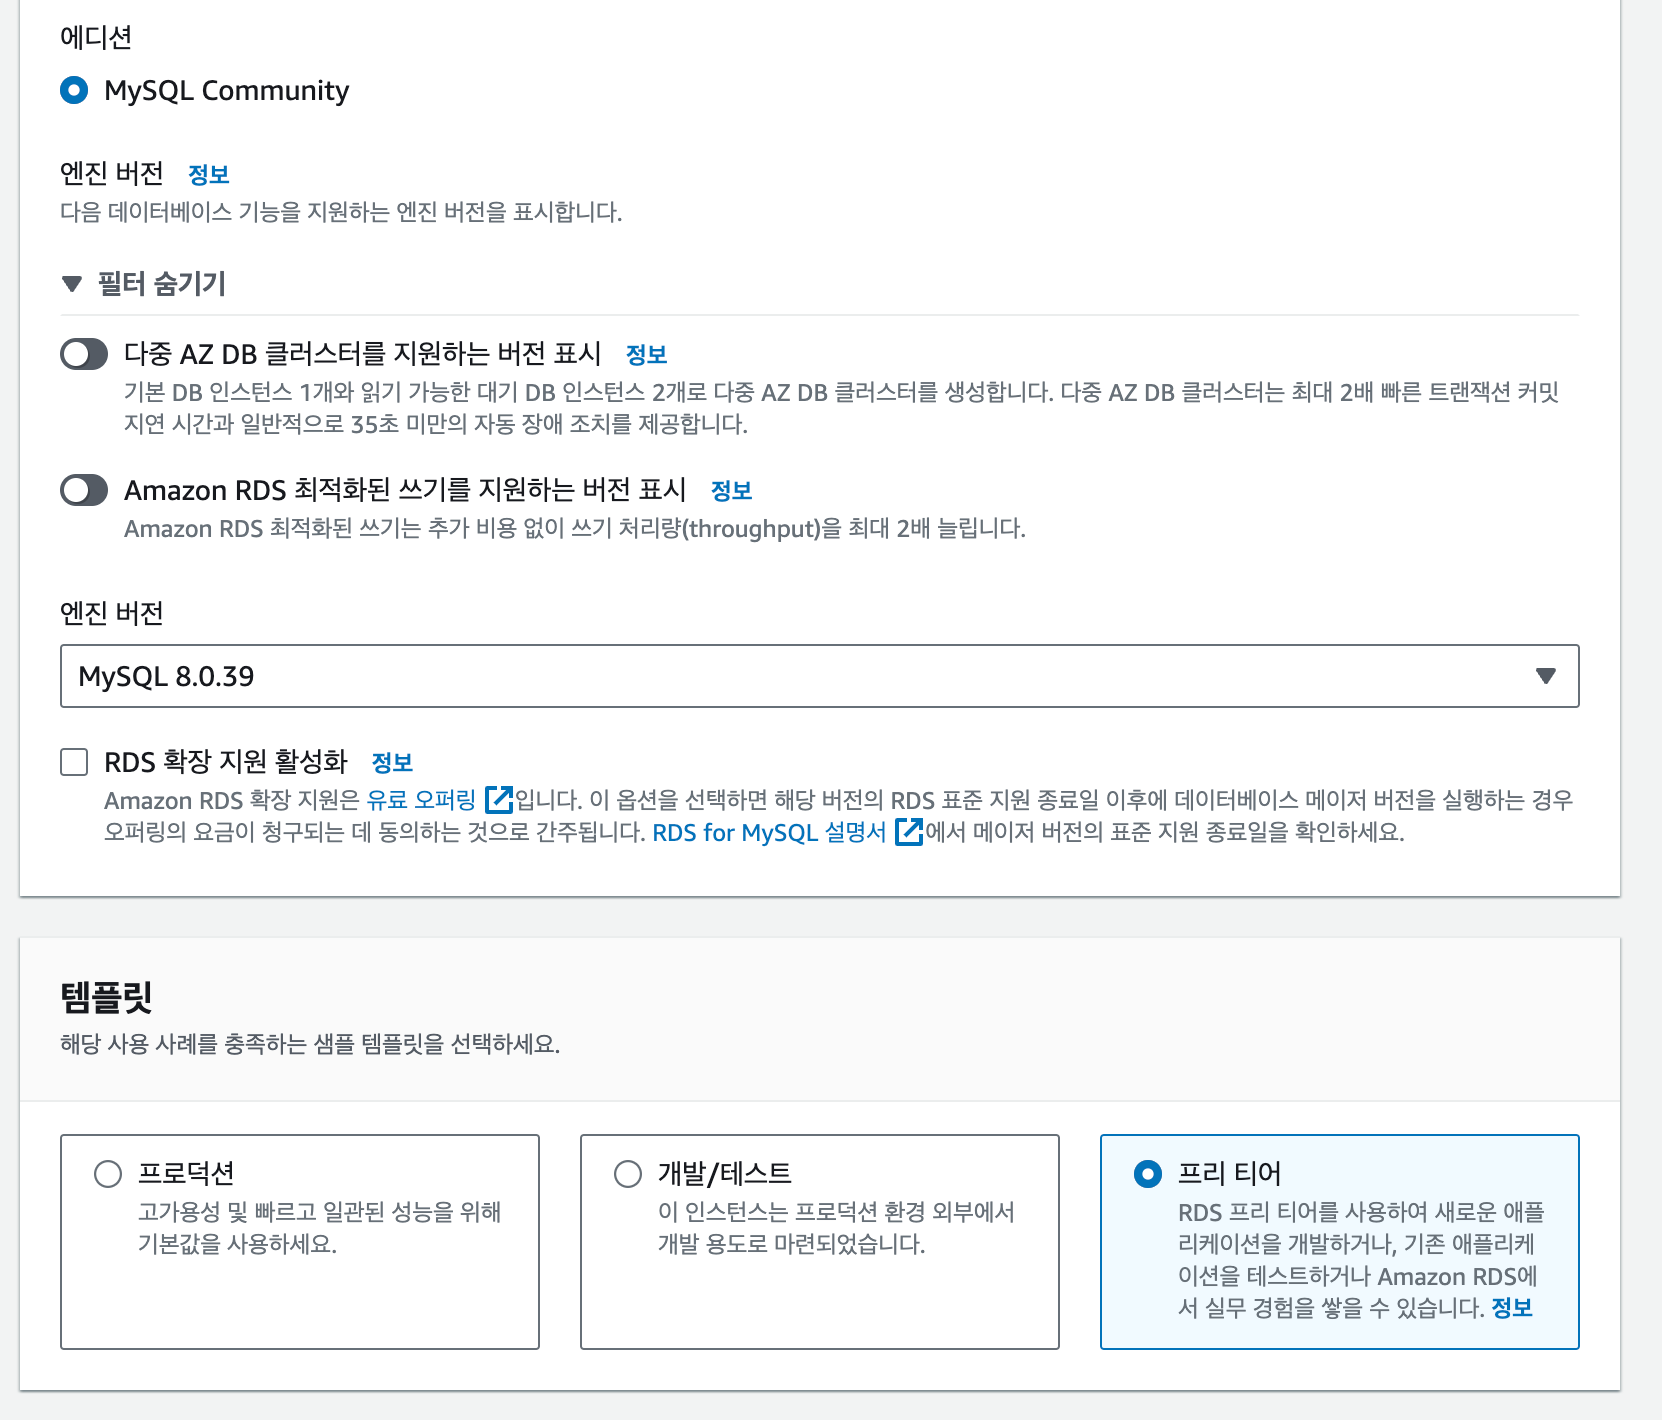 에디션
MySQL Community
엔진 버전 정보
다음 데이터베이스 기능을 지원하는 엔진 버전을 표시합니다.
필터 숨기기
다중 AZ DB 클러스터를 지원하는 버전 표시 정보
기본 DB 인스턴스 1개와 읽기 가능한 대기 DB 인스턴스 2개로 다중 AZ DB 클러스터를 생성합니다. 다중 AZ DB 클러스터는 최대 2배 빠른 트랜잭션 커밋
지연 시간과 일반적으로 35초 미만의 자동 장애 조치를 제공합니다.
Amazon RDS 최적화된 쓰기를 지원하는 버전 표시 정보
Amazon RDS 최적화된 쓰기는 추가 비용 없이 쓰기 처리량(throughput)을 최대 2배 늘립니다.
엔진 버전
MySQL 8.0.39
RDS 확장 지원 활성화 정보
Amazon RDS 확장 지원은 유료 오퍼링 입니다. 이 옵션을 선택하면 해당 버전의 RDS 표준 지원 종료일 이후에 데이터베이스 메이저 버전을 실행하는 경우
오퍼링의 요금이 청구되는 데 동의하는 것으로 간주됩니다. RDS for MySQL 설명서 에서 메이저 버전의 표준 지원 종료일을 확인하세요.
템플릿
해당 사용 사례를 충족하는 샘플 템플릿을 선택하세요.
프로덕션
고가용성 및 빠르고 일관된 성능을 위해
기본값을 사용하세요.
개발/테스트
이 인스턴스는 프로덕션 환경 외부에서
개발 용도로 마련되었습니다.
프리 티어
RDS 프리 티어를 사용하여 새로운 애플
리케이션을 개발하거나, 기존 애플리케
이션을 테스트하거나 Amazon RDS에
서 실무 경험을 쌓을 수 있습니다. 정보